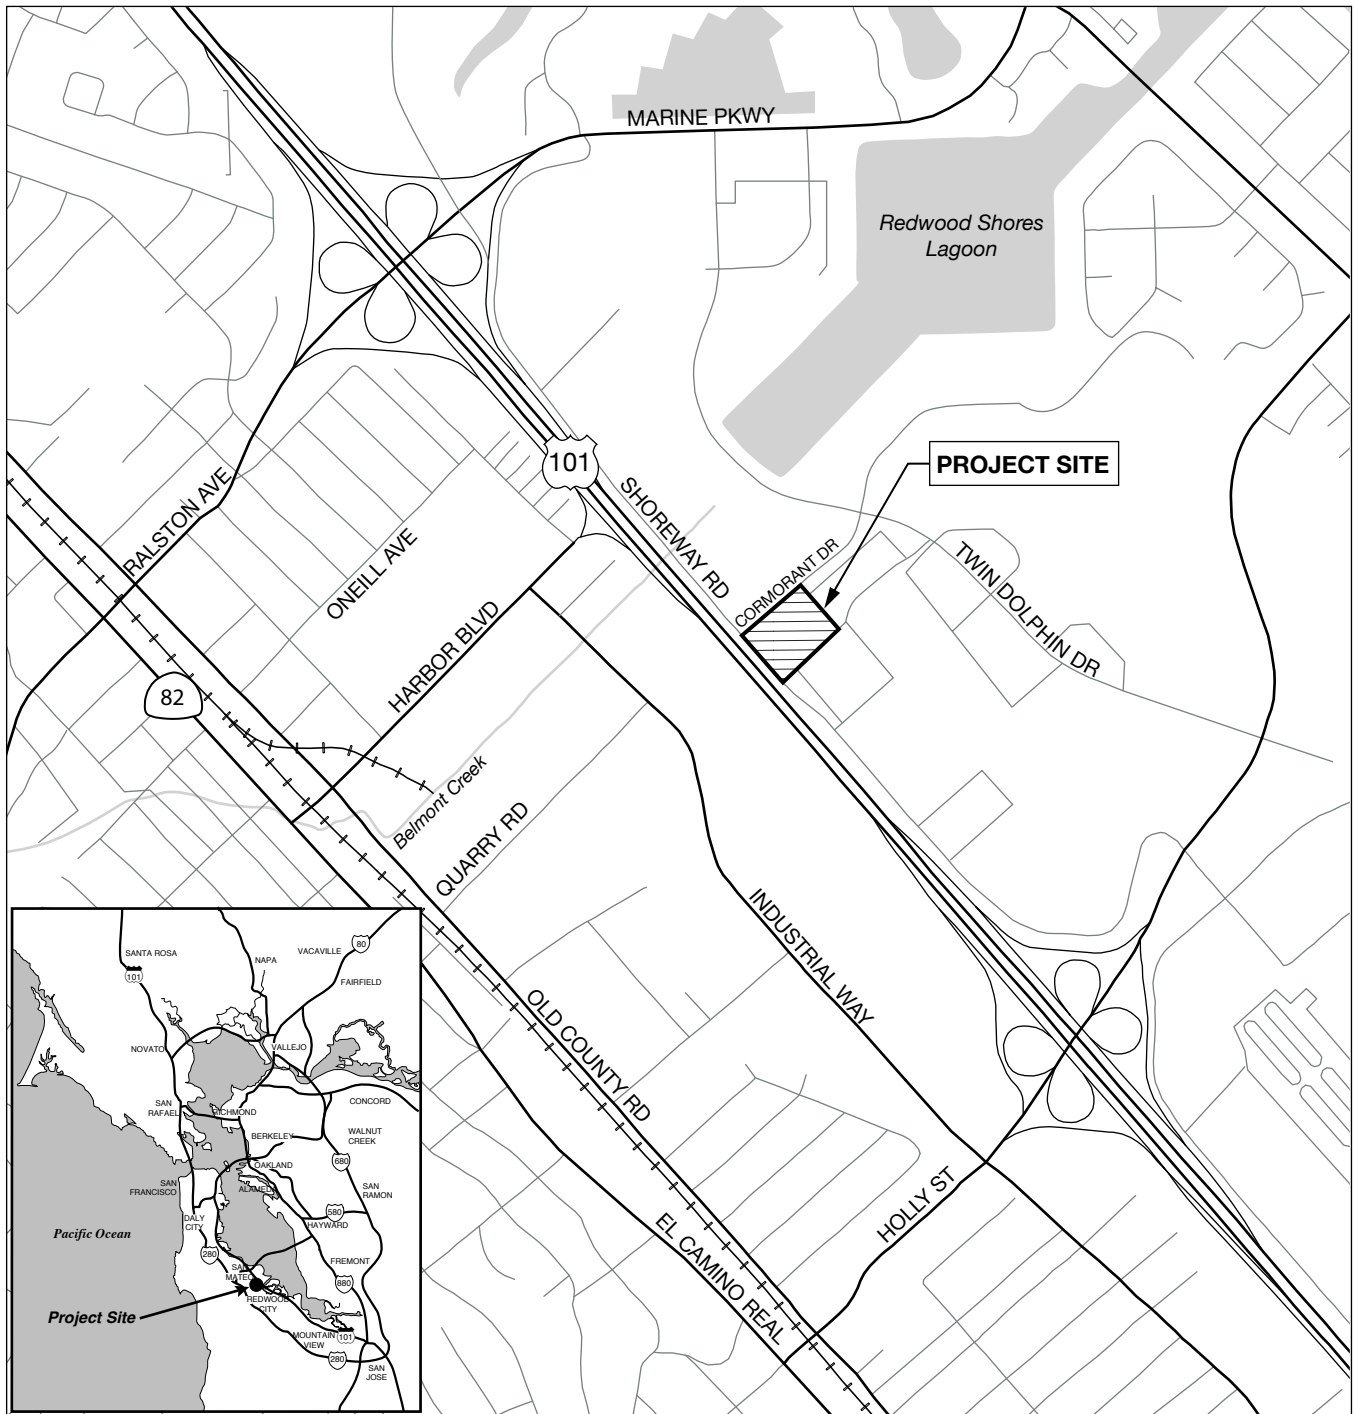 MARINE PKWY
Redwood Shores
Lagoon
101
PROJECT SITE
SHOREWAY RD
RALSTON AVE
ONEILL AVE
CORMORANT DR
TWIN DOLPHIN DR
HARBOR BLVD
82
Belmont Creek
QUARRY RD
INDUSTRIAL WAY
OLD COUNTY RD
HOLLY ST
EL CAMINO REAL
SANTA ROSA
101
NAPA
VACAVILLE
80
FAIRFIELD
NOVATO
VALLEJO
SAN
RAFAEL
RICHMOND
CONCORD
BERKELEY
WALNUT
CREEK
OAKLAND
680
SAN
FRANCISCO
ALAMEDA
SAN
RAMON
DALY
CITY
580
HAYWARD
Pacific Ocean
280
FREMONT
SAN
MATEO
880
REDWOOD
CITY
Project Site
MOUNTAIN
VIEW
101
280
SAN
JOSE